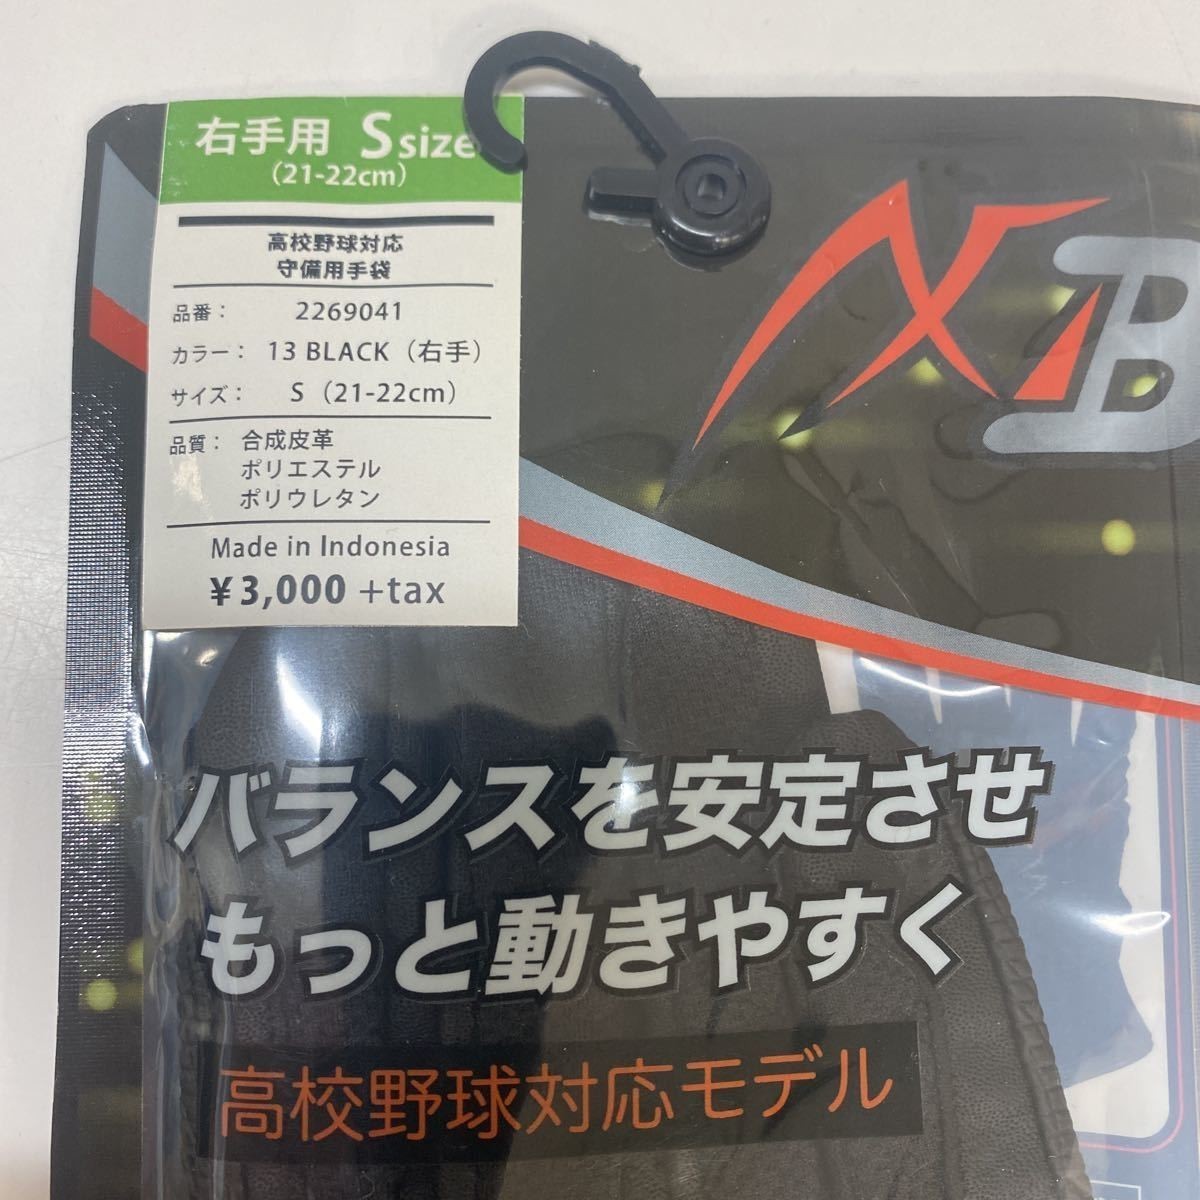 右手用 S size
(21-22cm)
高校野球対応
守備用手袋
品番： 2269041
カラー： 13 BLACK（右手）
サイズ： S（21-22cm）
品質： 合成皮革
ポリエステル
ポリウレタン
Made in Indonesia
¥3,000 +tax
バランスを安定させ
もっと動きやすく
高校野球対応モデル